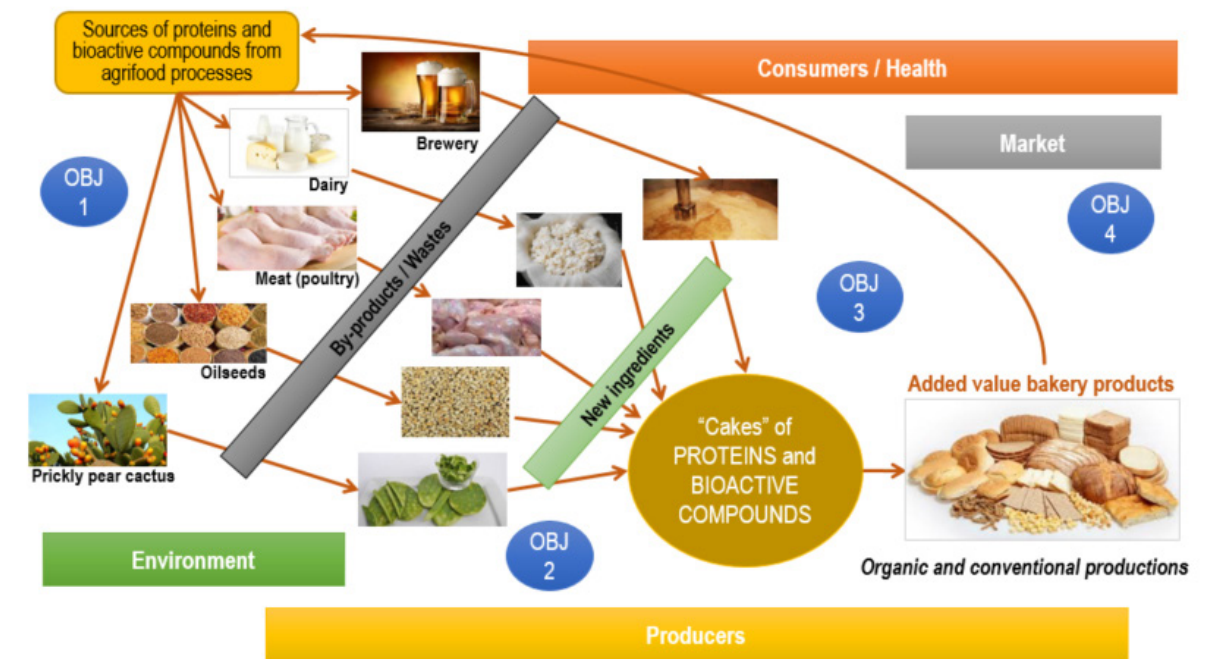 Sources of proteins and
bioactive compounds from
agrifood processes
Consumers / Health
Market
Brewery
Dairy
OBJ
1
OBJ
4
Meat (poultry)
By-products / Wastes
OBJ
3
New ingredients
Oilseeds
Added value bakery products
“Cakes” of
PROTEINS and
BIOACTIVE
COMPOUNDS
Prickly pear cactus
OBJ
2
Environment
Organic and conventional productions
Producers